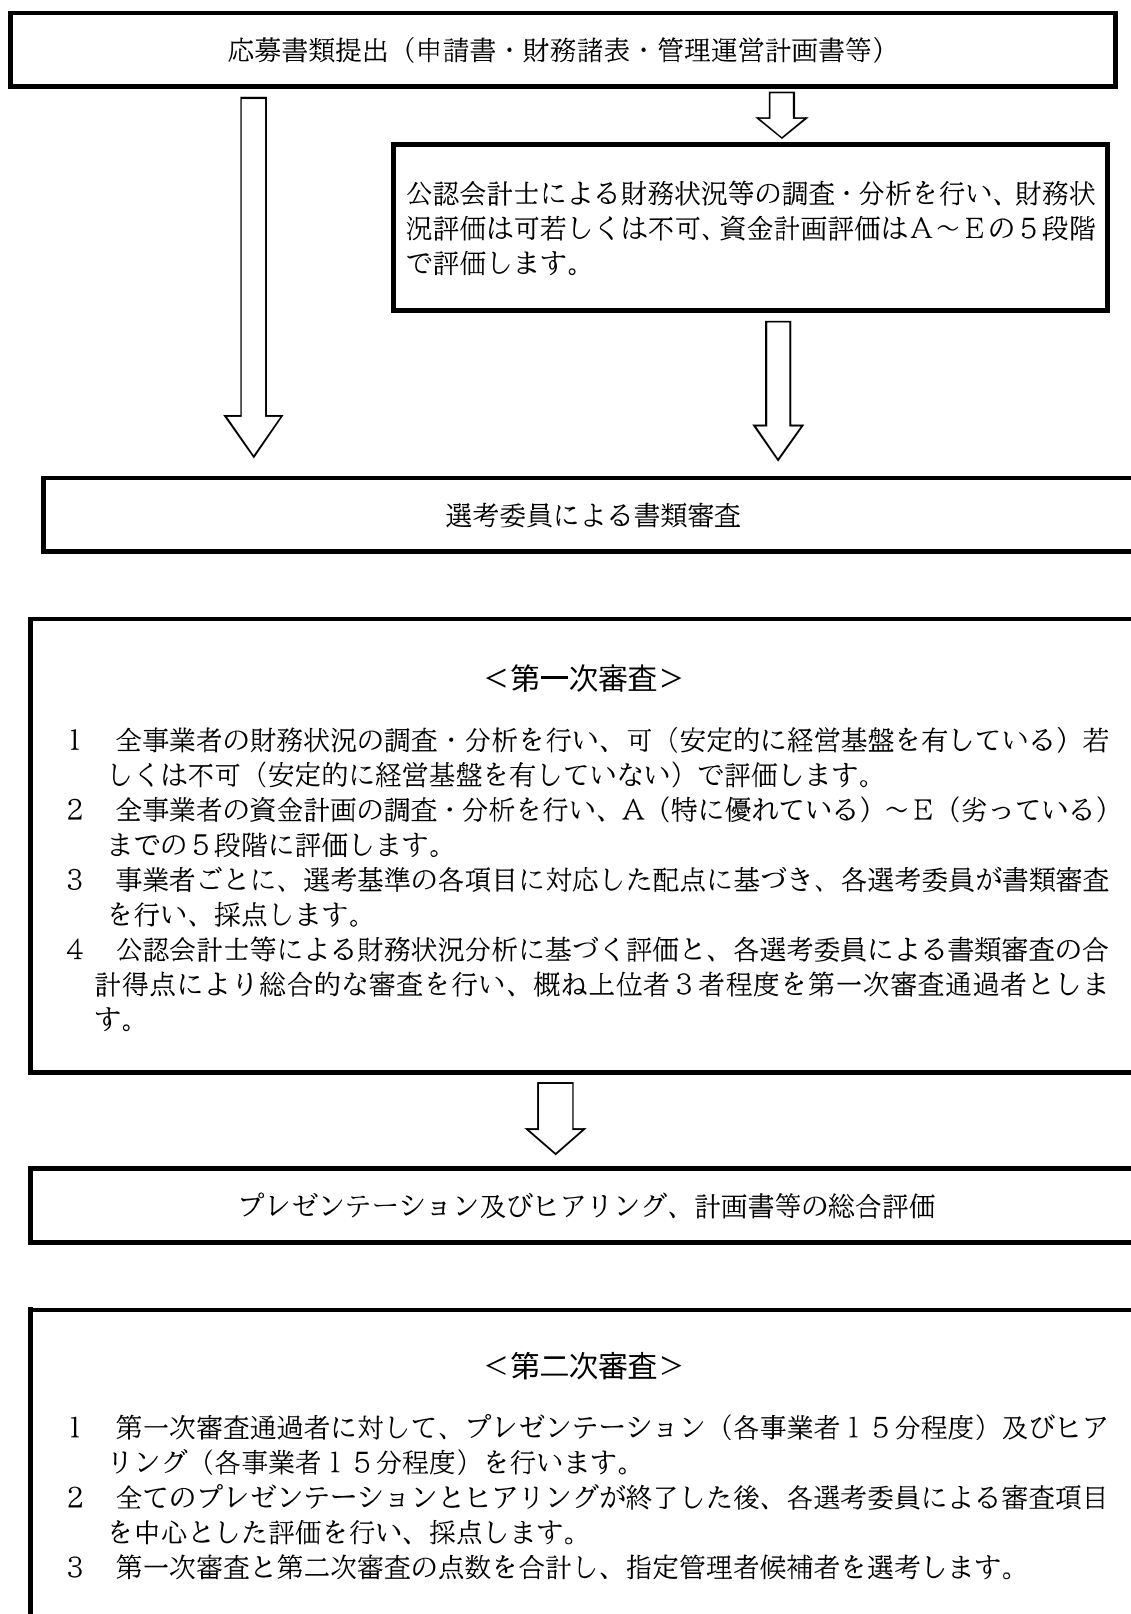 応募書類提出（申請書・財務諸表・管理運営計画書等）
公認会計士による財務状況等の調査・分析を行い、財務状
況評価は可若しくは不可、資金計画評価はＡ～Ｅの５段階
で評価します。
選考委員による書類審査
＜第一次審査＞
１　全事業者の財務状況の調査・分析を行い、可（安定的に経営基盤を有している）若
しくは不可（安定的に経営基盤を有していない）で評価します。
２　全事業者の資金計画の調査・分析を行い、Ａ（特に優れている）～Ｅ（劣っている）
までの５段階に評価します。
３　事業者ごとに、選考基準の各項目に対応した配点に基づき、各選考委員が書類審査
を行い、採点します。
４　公認会計士等による財務状況分析に基づく評価と、各選考委員による書類審査の合
計得点により総合的な審査を行い、概ね上位者３者程度を第一次審査通過者としま
す。
プレゼンテーション及びヒアリング、計画書等の総合評価
＜第二次審査＞
１　第一次審査通過者に対して、プレゼンテーション（各事業者１５分程度）及びヒア
リング（各事業者１５分程度）を行います。
２　全てのプレゼンテーションとヒアリングが終了した後、各選考委員による審査項目
を中心とした評価を行い、採点します。
３　第一次審査と第二次審査の点数を合計し、指定管理者候補者を選考します。